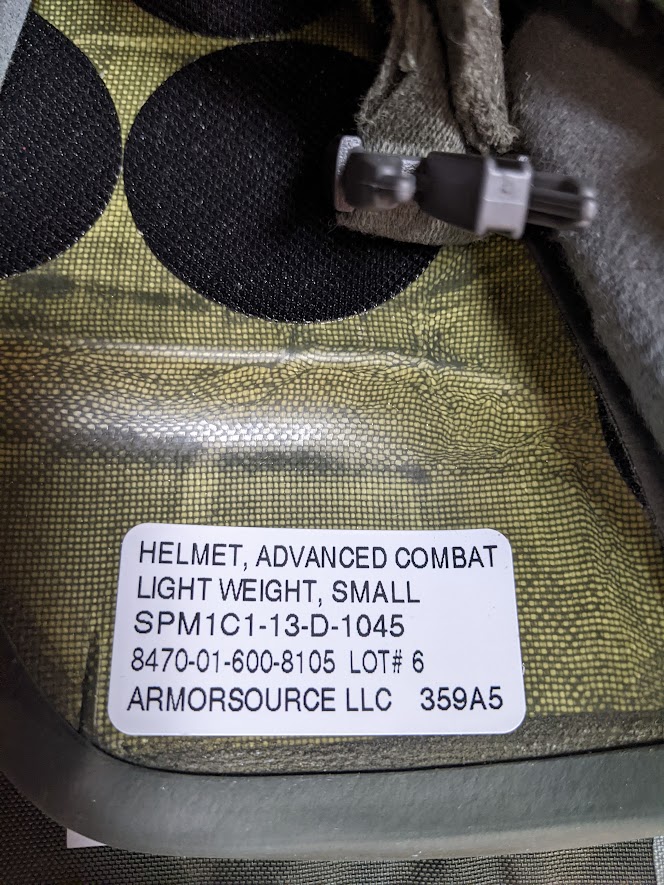 HELMET, ADVANCED COMBAT
LIGHT WEIGHT, SMALL
SPM1C1-13-D-1045
8470-01-600-8105 LOT# 6
ARMORSOURCE LLC 359A5